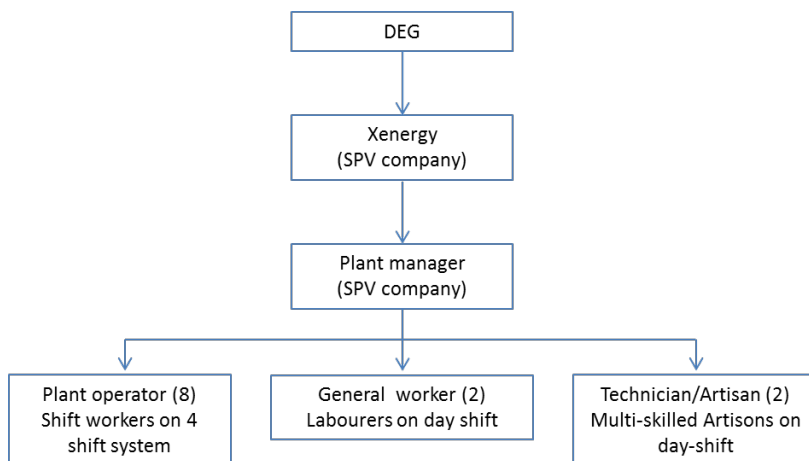 DEG
Xenergy
(SPV company)
Plant manager
(SPV company)
Plant operator (8)
Shift workers on 4
shift system
General worker (2)
Labourers on day shift
Technician/Artisan (2)
Multi-skilled Artisons on
day-shift